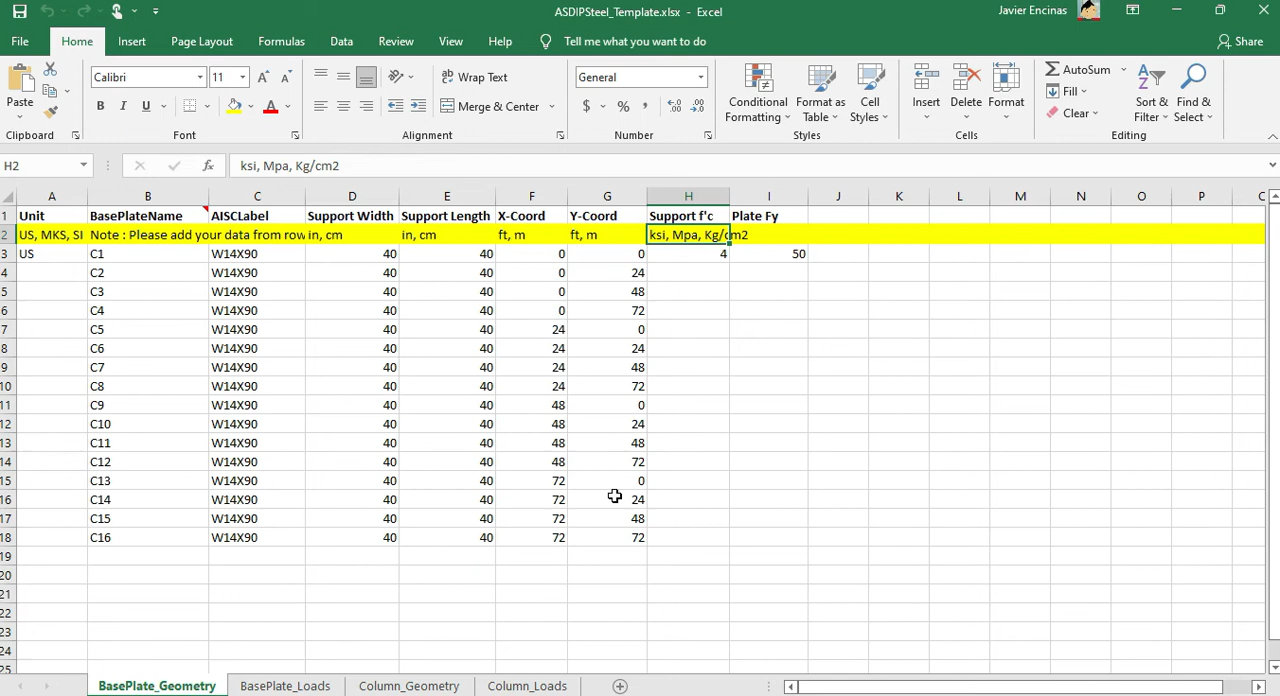 ASDIPSteel_Template.xlsx - Excel
Javier Encinas
File Home Insert Page Layout Formulas Data Review View Help Tell me what you want to do Share
Paste
Calibri 11
B I U A
Wrap Text
Merge & Center
General
$ % ,
Conditional Formatting
Format as Table
Cell Styles
Insert Delete Format
AutoSum
Fill
Clear
Sort & Filter
Find & Select
Clipboard Font Alignment Number Styles Cells Editing
H2 fx ksi, Mpa, Kg/cm2
A B C D E F G H I J K L M N O P
1 Unit BasePlateName AISCLabel Support Width Support Length X-Coord Y-Coord Support f'c Plate Fy
2 US, MKS, SI Note : Please add your data from row in, cm in, cm ft, m ft, m ksi, Mpa, Kg/cm2
3 US C1 W14X90 40 40 0 0 4 50
4 C2 W14X90 40 40 0 24
5 C3 W14X90 40 40 0 48
6 C4 W14X90 40 40 0 72
7 C5 W14X90 40 40 24 0
8 C6 W14X90 40 40 24 24
9 C7 W14X90 40 40 24 48
10 C8 W14X90 40 40 24 72
11 C9 W14X90 40 40 48 0
12 C10 W14X90 40 40 48 24
13 C11 W14X90 40 40 48 48
14 C12 W14X90 40 40 48 72
15 C13 W14X90 40 40 72 0
16 C14 W14X90 40 40 72 24
17 C15 W14X90 40 40 72 48
18 C16 W14X90 40 40 72 72
19
20
21
22
23
24
25
BasePlate_Geometry BasePlate_Loads Column_Geometry Column_Loads